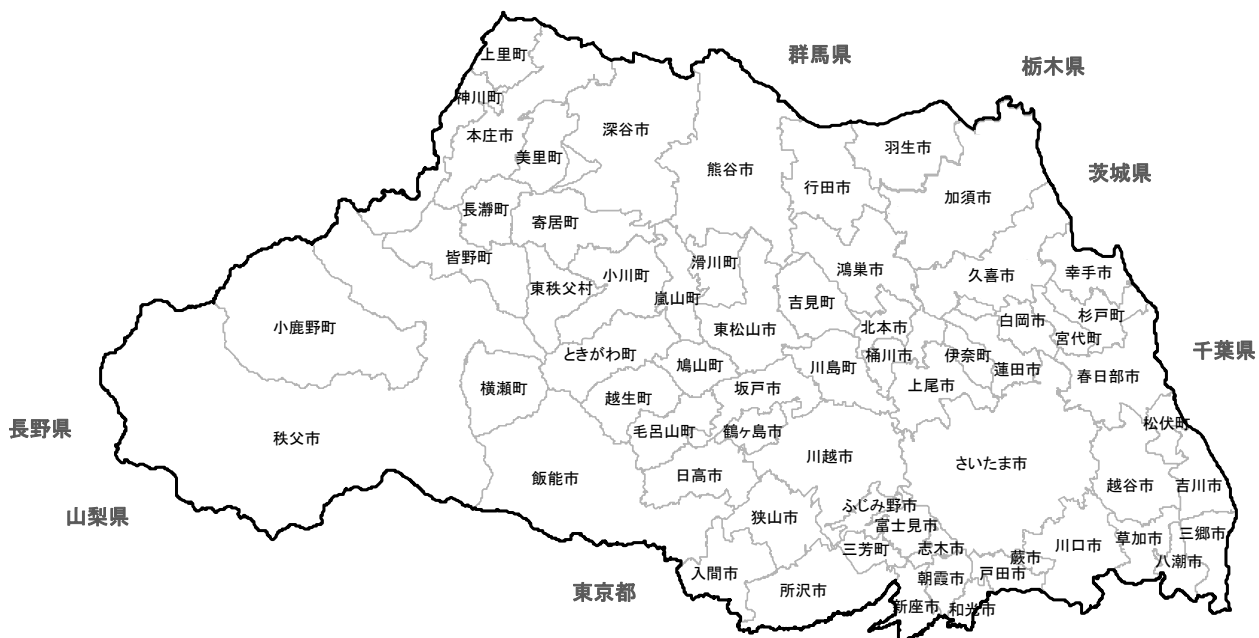 群馬県
栃木県
茨城県
千葉県
長野県
山梨県
東京都
上里町
神川町
本庄市
美里町
深谷市
熊谷市
行田市
羽生市
加須市
長瀞町
寄居町
皆野町
東秩父村
小川町
嵐山町
滑川町
東松山市
吉見町
鴻巣市
久喜市
幸手市
杉戸町
宮代町
白岡市
北本市
桶川市
伊奈町
蓮田市
上尾市
春日部市
小鹿野町
秩父市
横瀬町
ときがわ町
鳩山町
越生町
坂戸市
川島町
毛呂山町
鶴ヶ島市
川越市
さいたま市
松伏町
越谷市
吉川市
飯能市
日高市
狭山市
ふじみ野市
富士見市
三芳町
志木市
入間市
所沢市
朝霞市
新座市
和光市
戸田市
蕨市
川口市
草加市
三郷市
八潮市